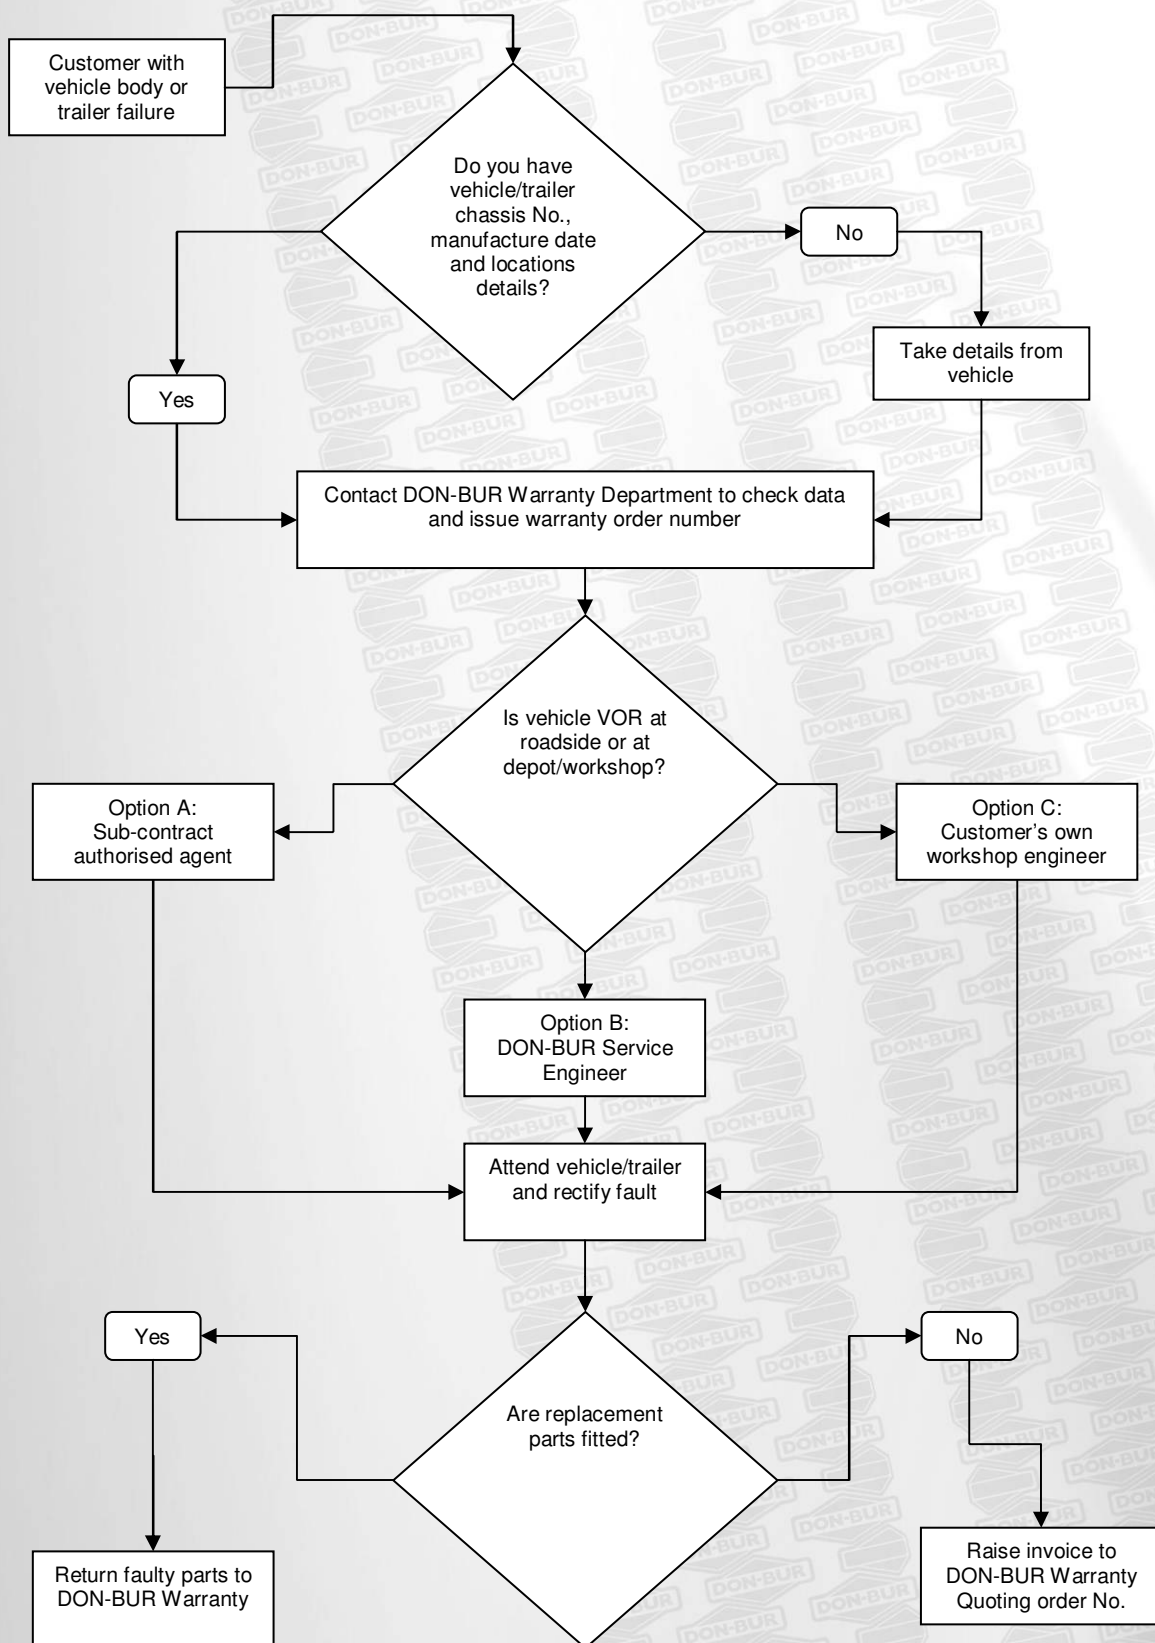 Customer with
vehicle body or
trailer failure
Do you have
vehicle/trailer
chassis No.,
manufacture date
and locations
details?
No
Take details from
vehicle
Yes
Contact DON-BUR Warranty Department to check data
and issue warranty order number
Is vehicle VOR at
roadside or at
depot/workshop?
Option A:
Sub-contract
authorised agent
Option C:
Customer's own
workshop engineer
Option B:
DON-BUR Service
Engineer
Attend vehicle/trailer
and rectify fault
Yes
No
Are replacement
parts fitted?
Return faulty parts to
DON-BUR Warranty
Raise invoice to
DON-BUR Warranty
Quoting order No.